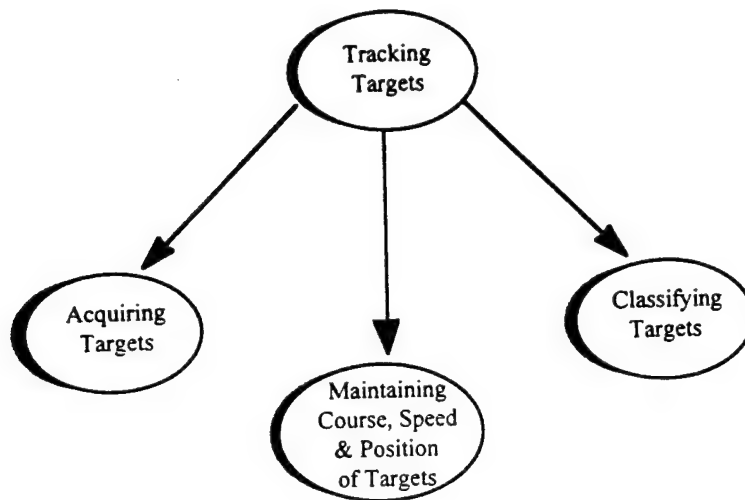 Tracking
Targets
Acquiring
Targets
Maintaining
Course, Speed
& Position
of Targets
Classifying
Targets